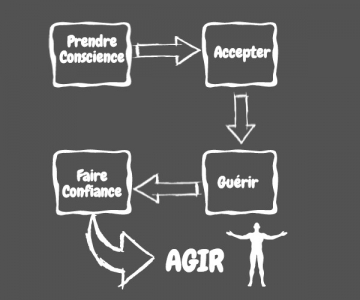 Prendre
Conscience
Accepter
Guérir
Faire
Confiance
AGIR